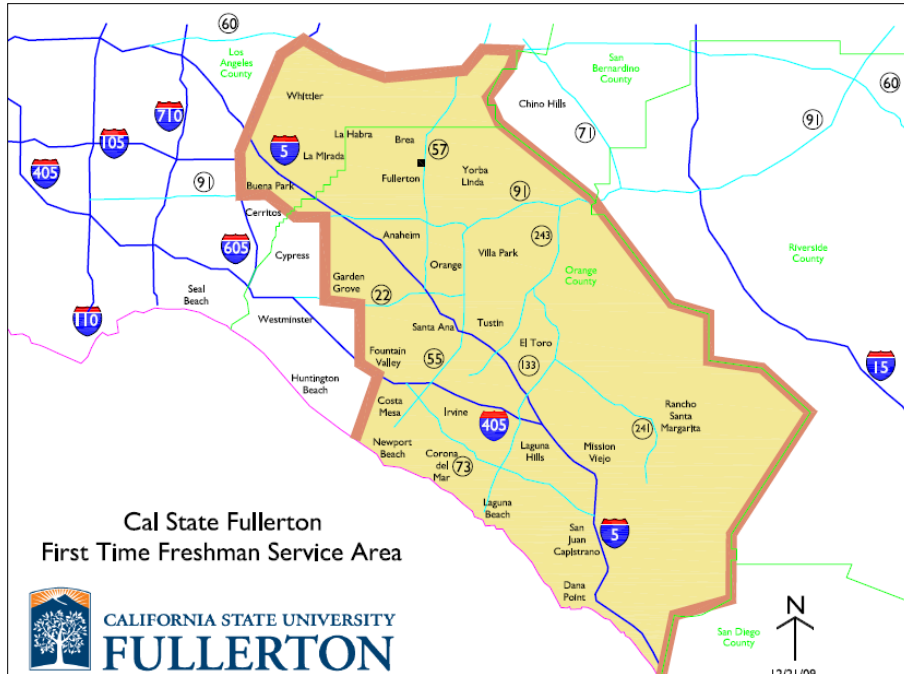 60
Los
Angeles
County
San
Bernardino
County
60
Whittier
Chino Hills
710
105
5
La Habra
Brea
57
71
91
405
La Mirada
91
Buena Park
Fullerton
Yorba
Linda
91
Cerritos
605
Cypress
Anaheim
243
Villa Park
Riverside
County
Orange
Orange
County
Garden
Grove
22
Seal
Beach
110
Westminster
Santa Ana
Tustin
El Toro
Fountain
Valley
55
133
15
Huntington
Beach
Costa
Mesa
Irvine
405
Rancho
Santa
Margarita
241
Newport
Beach
Corona
del
Mar
73
Laguna
Hills
Mission
Viejo
Laguna
Beach
San
Juan
Capistrano
5
Dana
Point
Cal State Fullerton
First Time Freshman Service Area
CALIFORNIA STATE UNIVERSITY
FULLERTON
N
San Diego
County
12/21/09